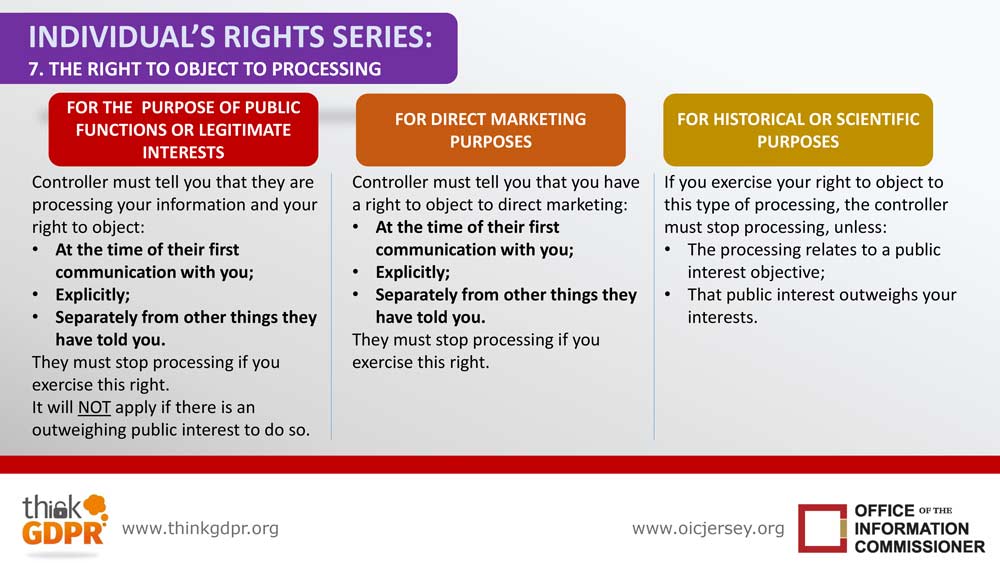 INDIVIDUAL’S RIGHTS SERIES:
7. THE RIGHT TO OBJECT TO PROCESSING
FOR THE PURPOSE OF PUBLIC
FUNCTIONS OR LEGITIMATE
INTERESTS
Controller must tell you that they are
processing your information and your
right to object:
• At the time of their first
communication with you;
• Explicitly;
• Separately from other things they
have told you.
They must stop processing if you
exercise this right.
It will NOT apply if there is an
outweighing public interest to do so.
FOR DIRECT MARKETING
PURPOSES
Controller must tell you that you have
a right to object to direct marketing:
• At the time of their first
communication with you;
• Explicitly;
• Separately from other things they
have told you.
They must stop processing if you
exercise this right.
FOR HISTORICAL OR SCIENTIFIC
PURPOSES
If you exercise your right to object to
this type of processing, the controller
must stop processing, unless:
• The processing relates to a public
interest objective;
• That public interest outweighs your
interests.
think
GDPR
www.thinkgdpr.org
www.oicjersey.org
OFFICE OF THE
INFORMATION
COMMISSIONER